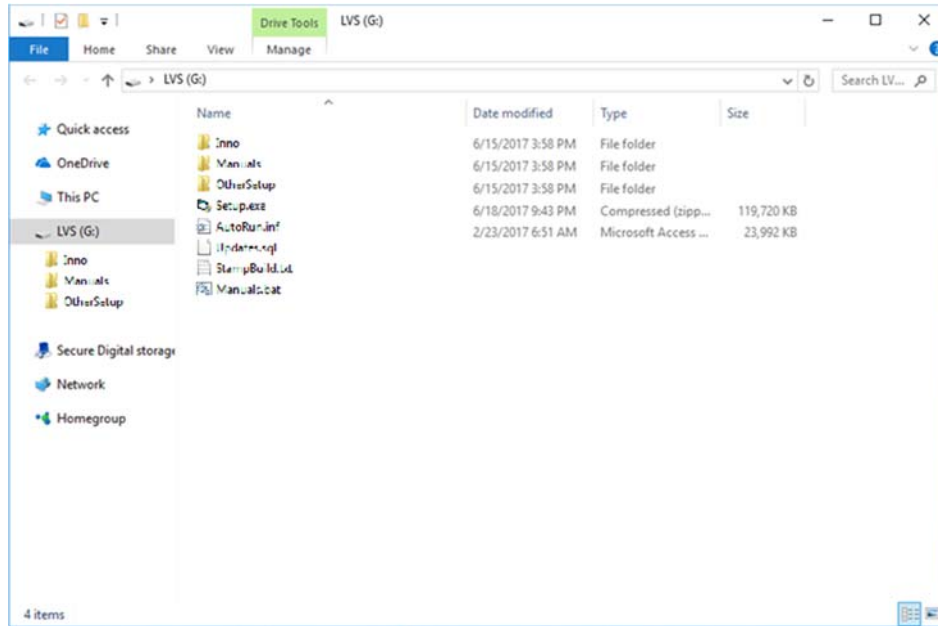 Drive Tools LVS (G:)
File Home Share View Manage
LVS (G:) Search LV...
Name Date modified Type Size
Quick access
OneDrive
This PC
LVS (G:)
Inno
Manuals
OtherSetup
Secure Digital storage
Network
Homegroup
Inno 6/15/2017 3:58 PM File folder
Manuals 6/15/2017 3:58 PM File folder
OtherSetup 6/15/2017 3:58 PM File folder
Setup.exe 6/18/2017 9:43 PM Compressed (zipp... 119,720 KB
AutoRun.inf 2/23/2017 6:51 AM Microsoft Access ... 23,992 KB
Updates.sql
StampBuild.txt
Manuals.bat
4 items